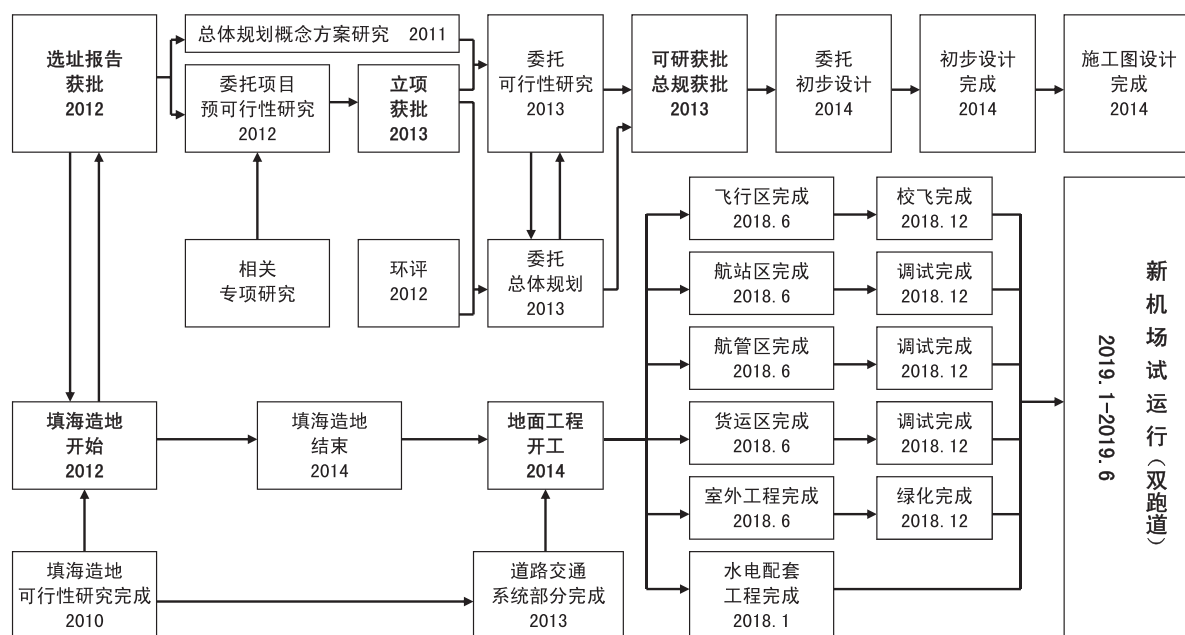 选址报告
获批
2012
总体规划概念方案研究 2011
委托项目
预可行性研究
2012
立项
获批
2013
委托
可行性研究
2013
可研获批
总规获批
2013
委托
初步设计
2014
初步设计
完成
2014
施工图设计
完成
2014
相关
专项研究
环评
2012
委托
总体规划
2013
飞行区完成
2018.6
校飞完成
2018.12
航站区完成
2018.6
调试完成
2018.12
航管区完成
2018.6
调试完成
2018.12
货运区完成
2018.6
调试完成
2018.12
室外工程完成
2018.6
绿化完成
2018.12
水电配套
工程完成
2018.1
新机场试运行（双跑道）
2019.1-2019.6
填海造地
开始
2012
填海造地
结束
2014
地面工程
开工
2014
填海造地
可行性研究完成
2010
道路交通
系统部分完成
2013